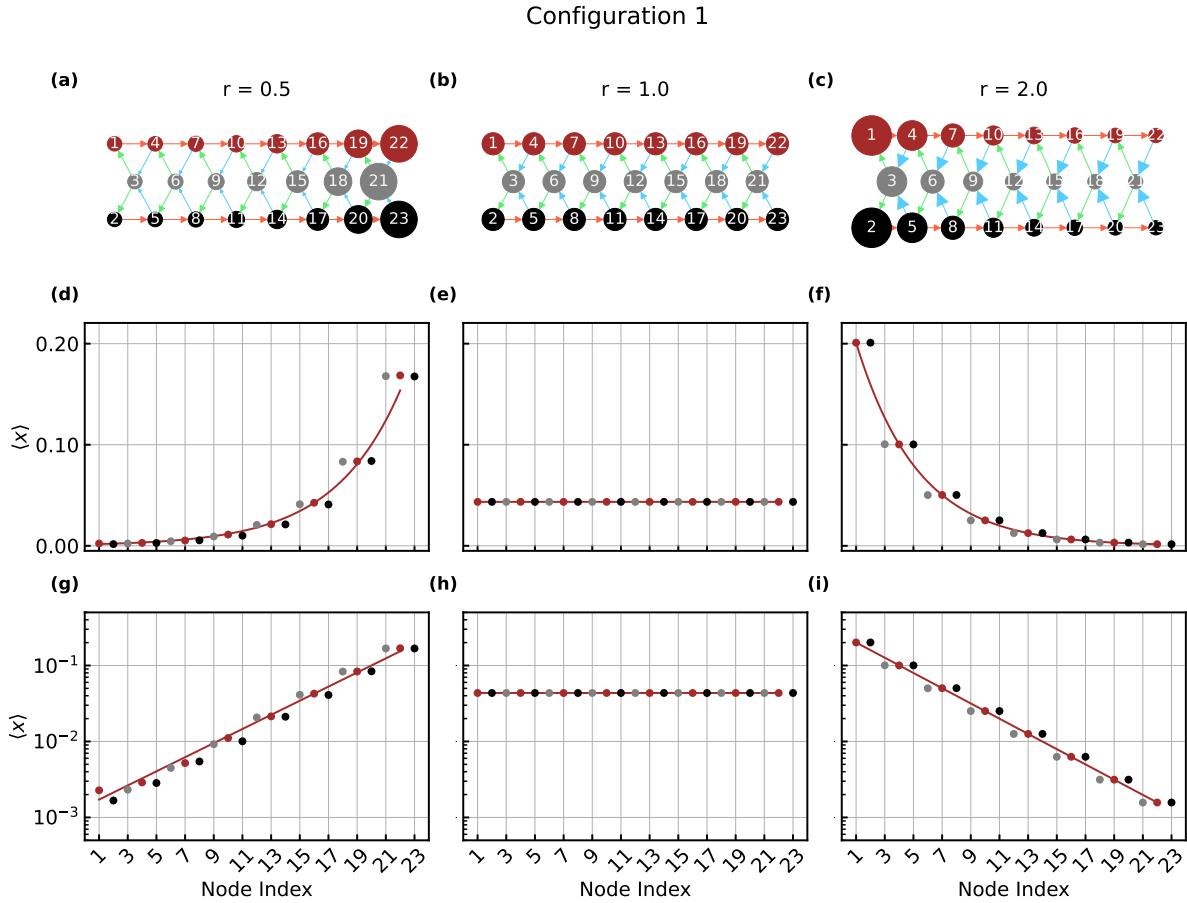 Configuration 1
(a) (b) (c)
r = 0.5 r = 1.0 r = 2.0
1 4 7 10 13 16 19 22 1 4 7 10 13 16 19 22 1 4 7 10 13 16 19 22
3 6 9 12 15 18 21 3 6 9 12 15 18 21 3 6 9 12 15 18 21
2 5 8 11 14 17 20 23 2 5 8 11 14 17 20 23 2 5 8 11 14 17 20 23
(d) (e) (f)
0.20
0.10
0.00
⟨x⟩
(g) (h) (i)
10⁻¹
10⁻²
10⁻³
⟨x⟩
1 3 5 7 9 11 13 15 17 19 21 23 1 3 5 7 9 11 13 15 17 19 21 23 1 3 5 7 9 11 13 15 17 19 21 23
Node Index Node Index Node Index